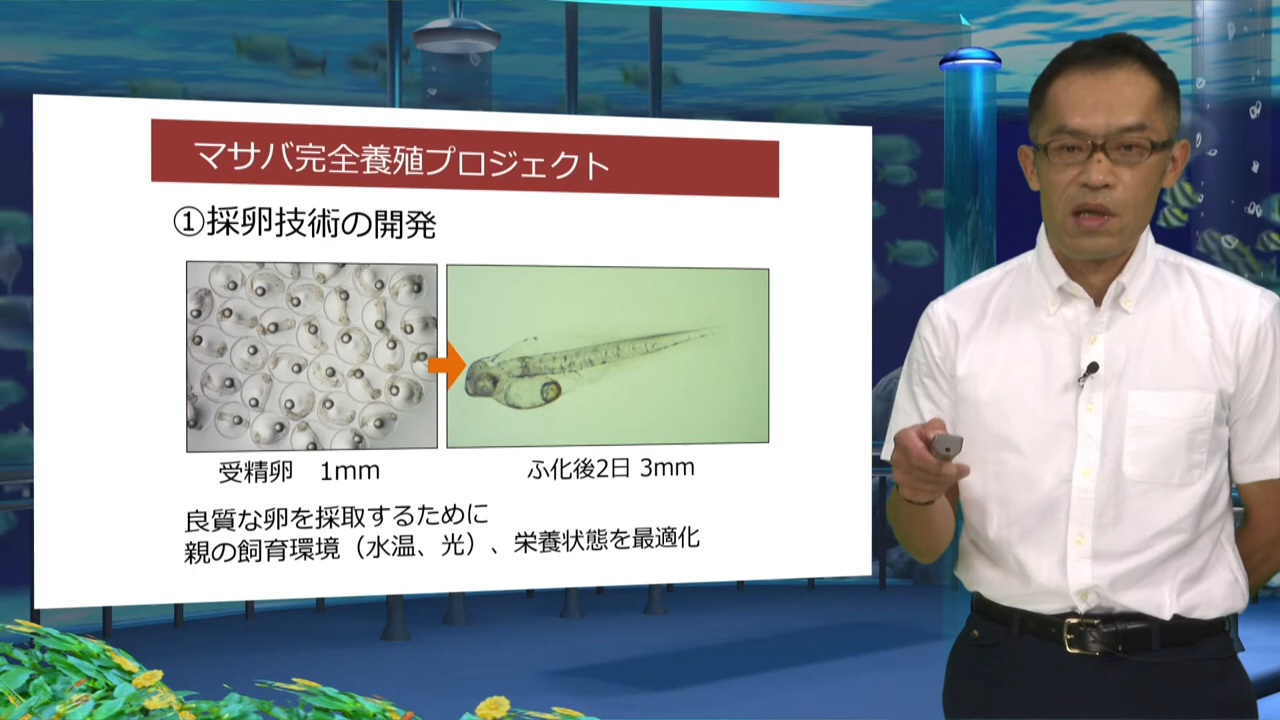 マサバ完全養殖プロジェクト
①採卵技術の開発
受精卵 1mm
ふ化後2日 3mm
良質な卵を採取するために
親の飼育環境（水温、光）、栄養状態を最適化